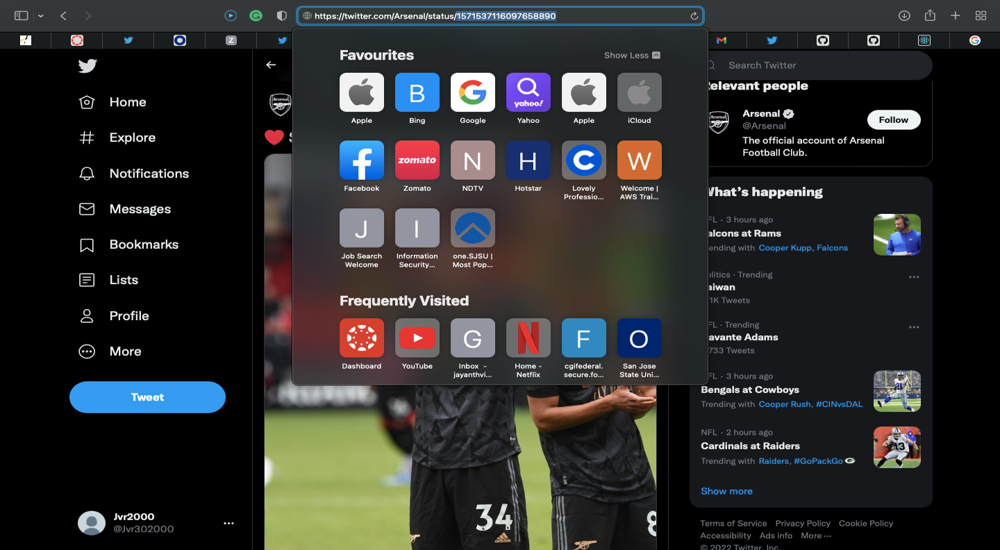 https://twitter.com/Arsenal/status/1571537116097658890
Z
Favourites
Show Less
B
yahoo!
Apple
Bing
Google
Yahoo
Apple
iCloud
zomato
N
H
C
W
Facebook
Zomato
NDTV
Hotstar
Lovely
Professio...
Welcome |
AWS Trai...
J
I
Job Search
Welcome
Information
Security...
one.SJSU |
Most Pop...
Frequently Visited
G
N
F
O
Dashboard
YouTube
Inbox -
jayanthvi...
Home -
Netflix
cgifederal.
secure.fo...
San Jose
State Uni...
Home
Explore
Notifications
Messages
Bookmarks
Lists
Profile
More
Tweet
Jvr2000
@Jvr302000
Arsenal
34
adidas
8
Search Twitter
elevant people
Arsenal
Arsenal
@Arsenal
Follow
The official account of Arsenal
Football Club.
What's happening
FL · 3 hours ago
alcons at Rams
ending with Cooper Kupp, Falcons
olitics · Trending
aiwan
1K Tweets
FL · Trending
avante Adams
733 Tweets
FL · 3 hours ago
Bengals at Cowboys
Trending with Cooper Rush, #CINvsDAL
NFL · 2 hours ago
Cardinals at Raiders
Trending with Raiders, #GoPackGo
Show more
Terms of Service Privacy Policy Cookie Policy
Accessibility Ads info More ···
© 2022 Twitter, Inc.